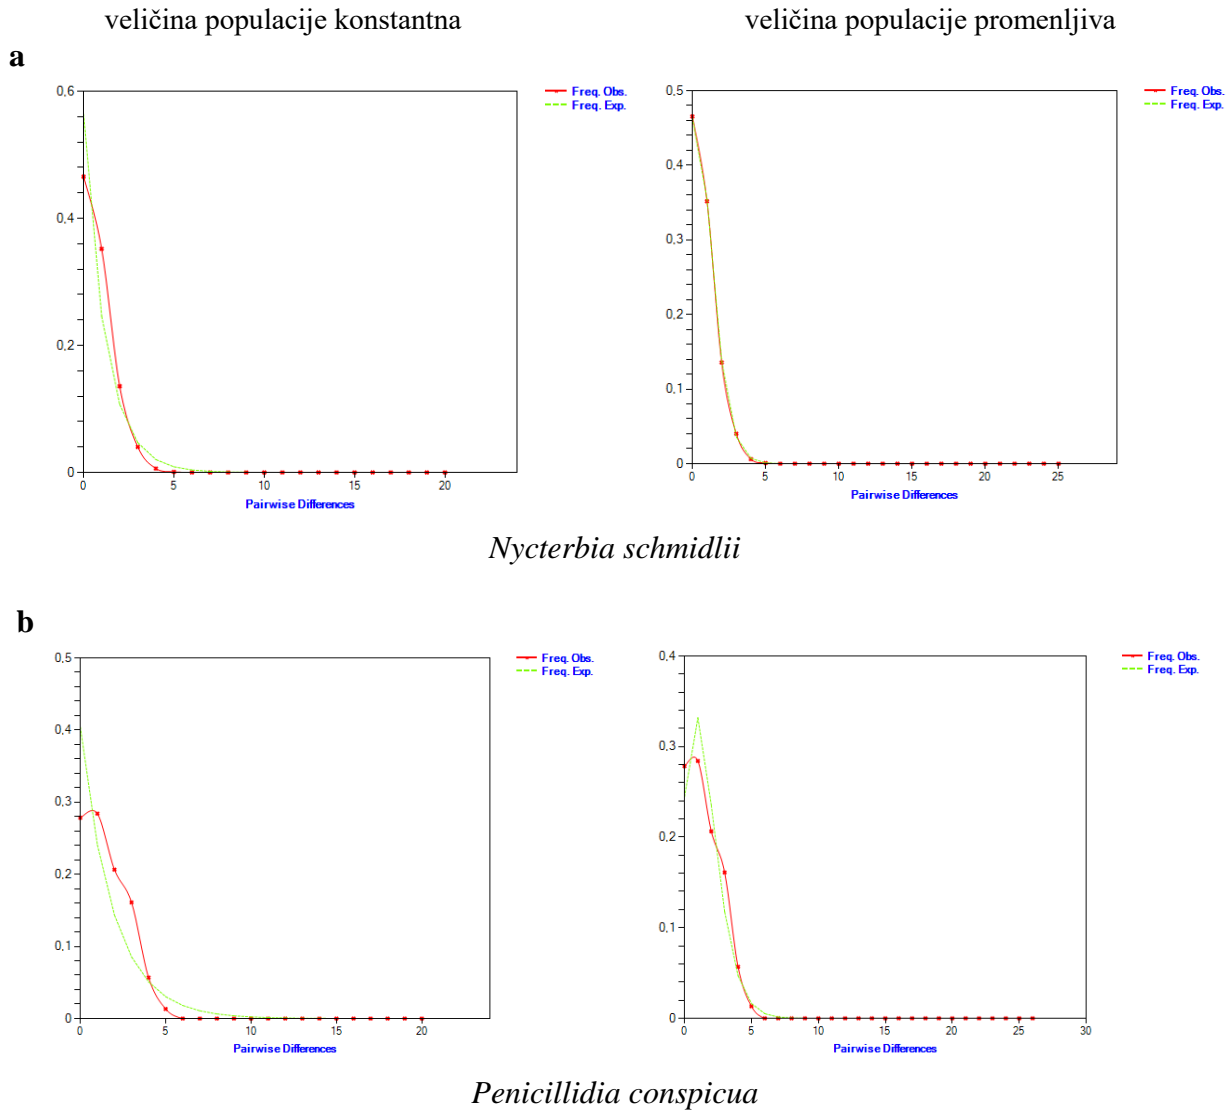 veličina populacije konstantna
veličina populacije promenljiva
a
0,6
0,4
0,2
0
0
5
10
15
20
Pairwise Differences
Freq. Obs.
Freq. Exp.
0,5
0,4
0,3
0,2
0,1
0
0
5
10
15
20
25
Pairwise Differences
Freq. Obs.
Freq. Exp.
Nycterbia schmidlii
b
0,5
0,4
0,3
0,2
0,1
0
0
5
10
15
20
Pairwise Differences
Freq. Obs.
Freq. Exp.
0,4
0,3
0,2
0,1
0
0
5
10
15
20
25
30
Pairwise Differences
Freq. Obs.
Freq. Exp.
Penicillidia conspicua